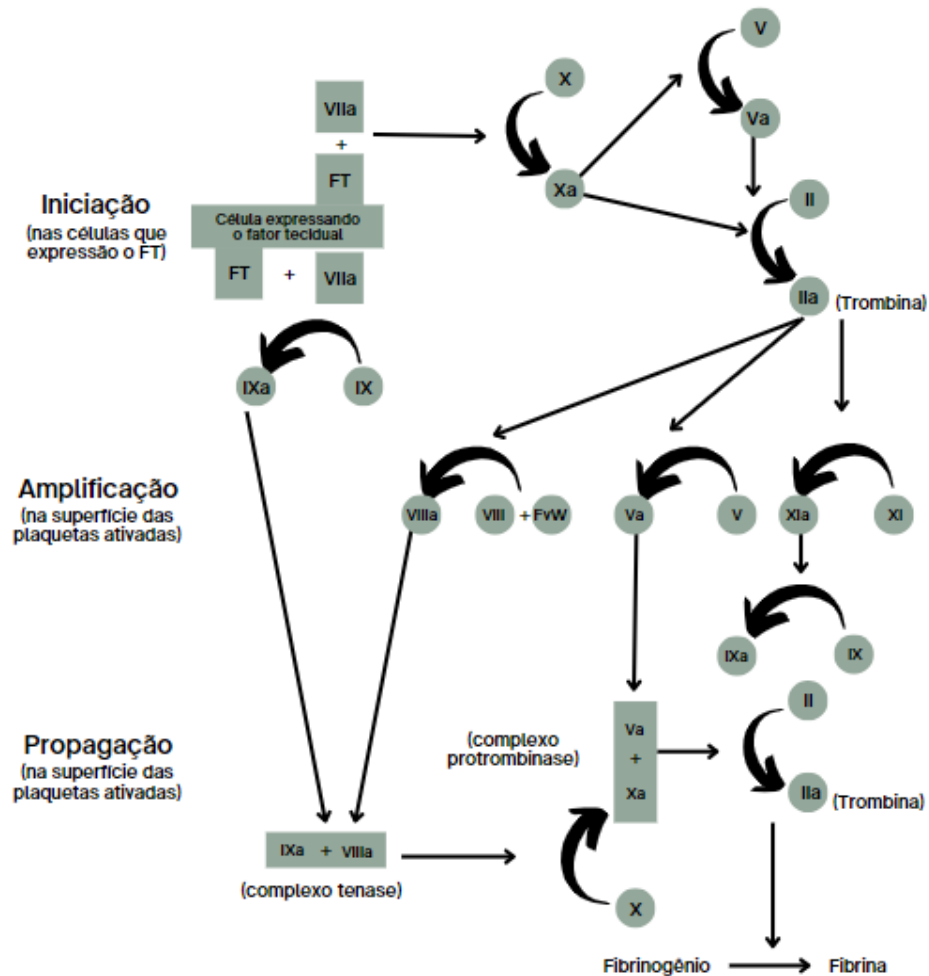 V
X
VIIa
+
FT
Va
Xa
Iniciação
(nas células que
expressão o FT)
Célula expressando
o fator tecidual
FT + VIIa
II
IIa (Trombina)
IXa IX
Amplificação
(na superfície das
plaquetas ativadas)
VIIIa VIII + FvW Va V XIa XI
IXa IX
Propagação
(na superfície das
plaquetas ativadas)
(complexo
protrombinase)
Va
+
Xa
II
IIa (Trombina)
IXa + VIIIa
(complexo tenase)
X
Fibrinogênio Fibrina